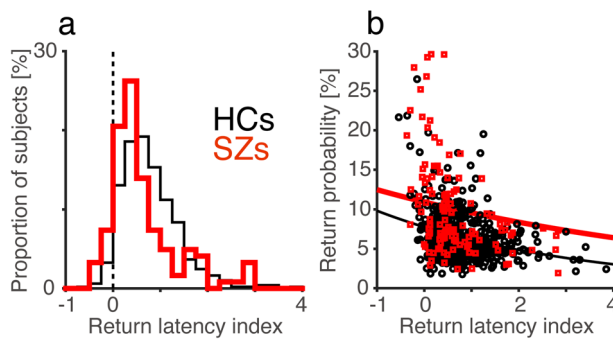 a
Proportion of subjects [%]
30
0
-1
0
4
Return latency index
HCs
SZs
b
Return probability [%]
30
25
20
15
10
5
0
-1
0
2
4
Return latency index